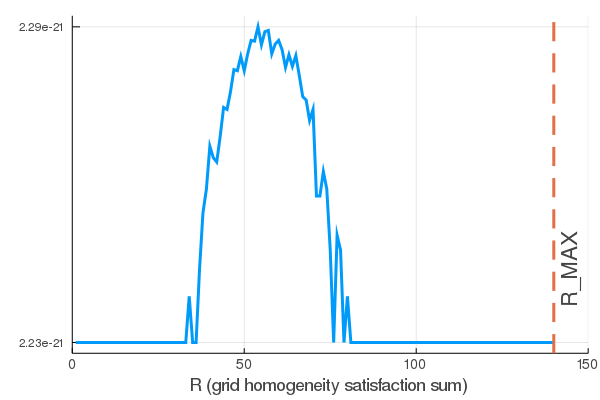 2.29e-21
2.23e-21
0
50
100
150
R_MAX
R (grid homogeneity satisfaction sum)